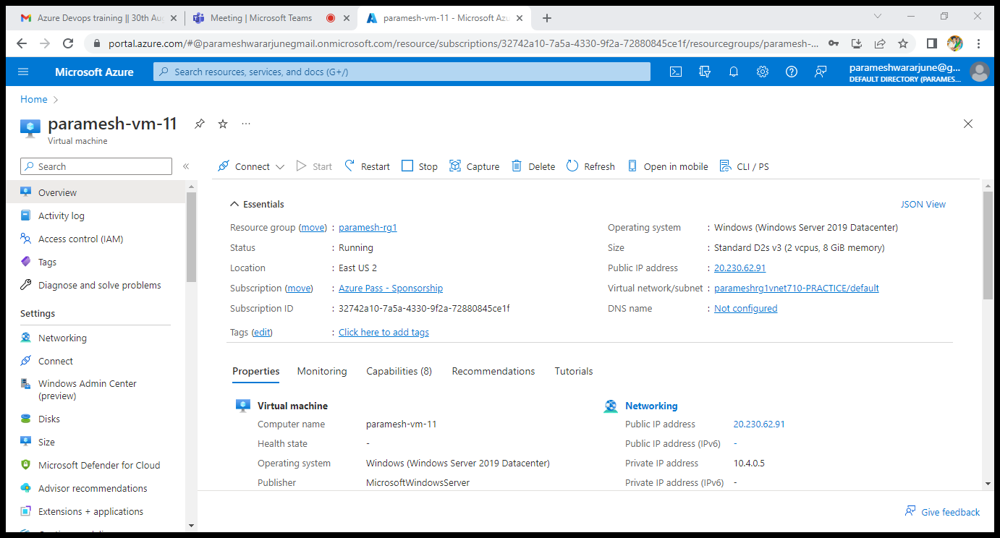 Azure Devops training || 30th Aug
Meeting | Microsoft Teams
paramesh-vm-11 - Microsoft Azu
portal.azure.com/#@parameshwararjunegmail.onmicrosoft.com/resource/subscriptions/32742a10-7a5a-4330-9f2a-72880845ce1f/resourcegroups/paramesh-...
Microsoft Azure
Search resources, services, and docs (G+/)
parameshwararjune@g...
DEFAULT DIRECTORY (PARAMES...
Home
paramesh-vm-11
...
Virtual machine
Search
«
Connect
Start
Restart
Stop
Capture
Delete
Refresh
Open in mobile
CLI / PS
Overview
Activity log
Access control (IAM)
Tags
Diagnose and solve problems
Settings
Networking
Connect
Windows Admin Center
(preview)
Disks
Size
Microsoft Defender for Cloud
Advisor recommendations
Extensions + applications
Essentials
JSON View
Resource group (move) : paramesh-rg1
Status : Running
Location : East US 2
Subscription (move) : Azure Pass - Sponsorship
Subscription ID : 32742a10-7a5a-4330-9f2a-72880845ce1f
Tags (edit) : Click here to add tags
Operating system : Windows (Windows Server 2019 Datacenter)
Size : Standard D2s v3 (2 vcpus, 8 GiB memory)
Public IP address : 20.230.62.91
Virtual network/subnet : parameshrg1vnet710-PRACTICE/default
DNS name : Not configured
Properties
Monitoring
Capabilities (8)
Recommendations
Tutorials
Virtual machine
Computer name paramesh-vm-11
Health state -
Operating system Windows (Windows Server 2019 Datacenter)
Publisher MicrosoftWindowsServer
Networking
Public IP address 20.230.62.91
Public IP address (IPv6) -
Private IP address 10.4.0.5
Private IP address (IPv6) -
Give feedback